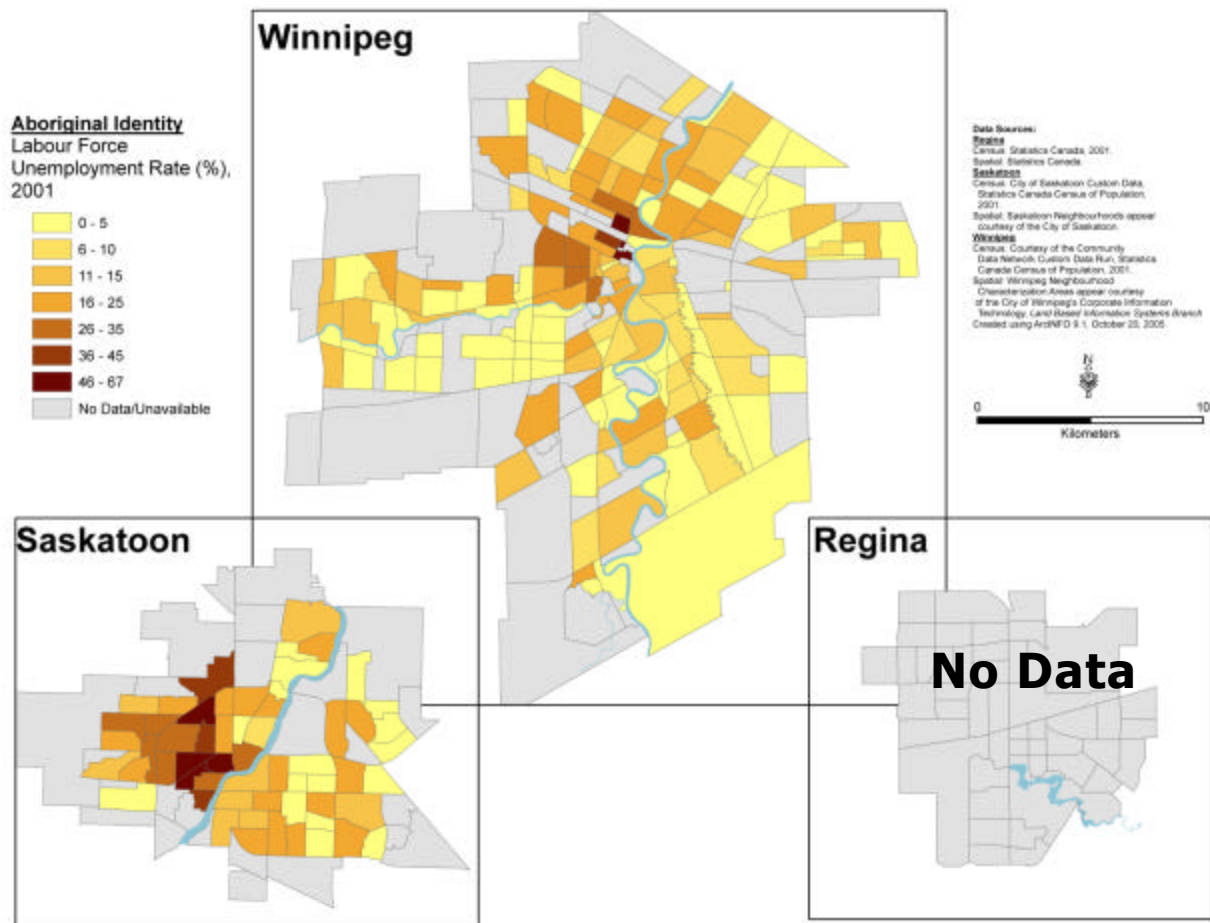 Winnipeg
Aboriginal Identity
Labour Force
Unemployment Rate (%),
2001
0 - 5
6 - 10
11 - 15
16 - 25
26 - 35
36 - 45
46 - 67
No Data/Unavailable
Data Sources:
Regina
Census: Statistics Canada, 2001.
Spatial: Statistics Canada.
Saskatoon
Census: City of Saskatoon Custom Data,
Statistics Canada Census of Population,
2001.
Spatial: Saskatoon Neighbourhoods appear
courtesy of the City of Saskatoon.
Winnipeg
Census: Courtesy of the Community
Data Network Custom Data Run, Statistics
Canada Census of Population, 2001.
Spatial: Winnipeg Neighbourhood
Characterization Areas appear courtesy
of the City of Winnipeg's Corporate Information
Technology, Land Based Information Systems Branch
Created using ArcINFO 9.1, October 20, 2005
N
0 10
Kilometers
Saskatoon
Regina
No Data